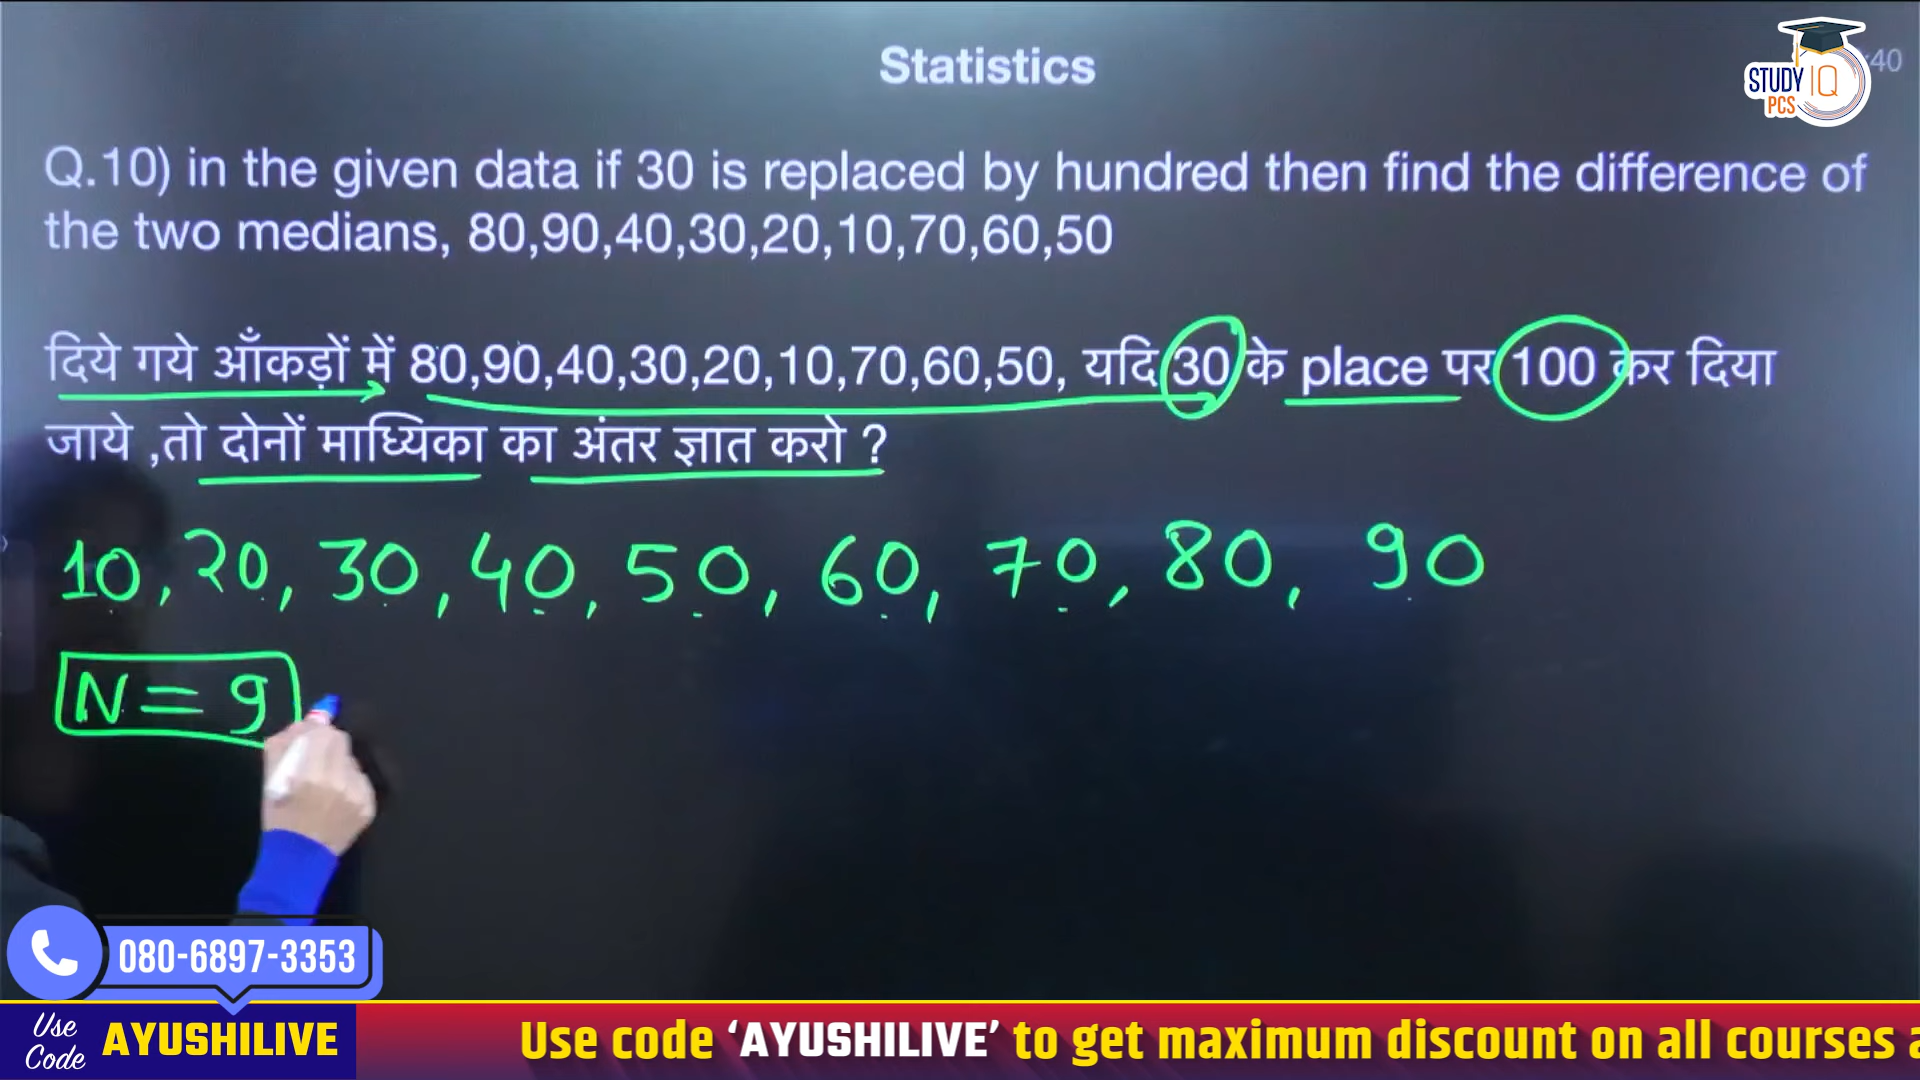 Statistics
:40
STUDY IQ
PCS
Q.10) in the given data if 30 is replaced by hundred then find the difference of
the two medians, 80,90,40,30,20,10,70,60,50
दिये गये आँकड़ों में 80,90,40,30,20,10,70,60,50, यदि 30 के place पर 100 कर दिया
जाये ,तो दोनों माध्यिका का अंतर ज्ञात करो ?
10, 20, 30, 40, 50, 60, 70, 80, 90
N = 9
080-6897-3353
Use Code AYUSHILIVE
Use code ‘AYUSHILIVE’ to get maximum discount on all courses a